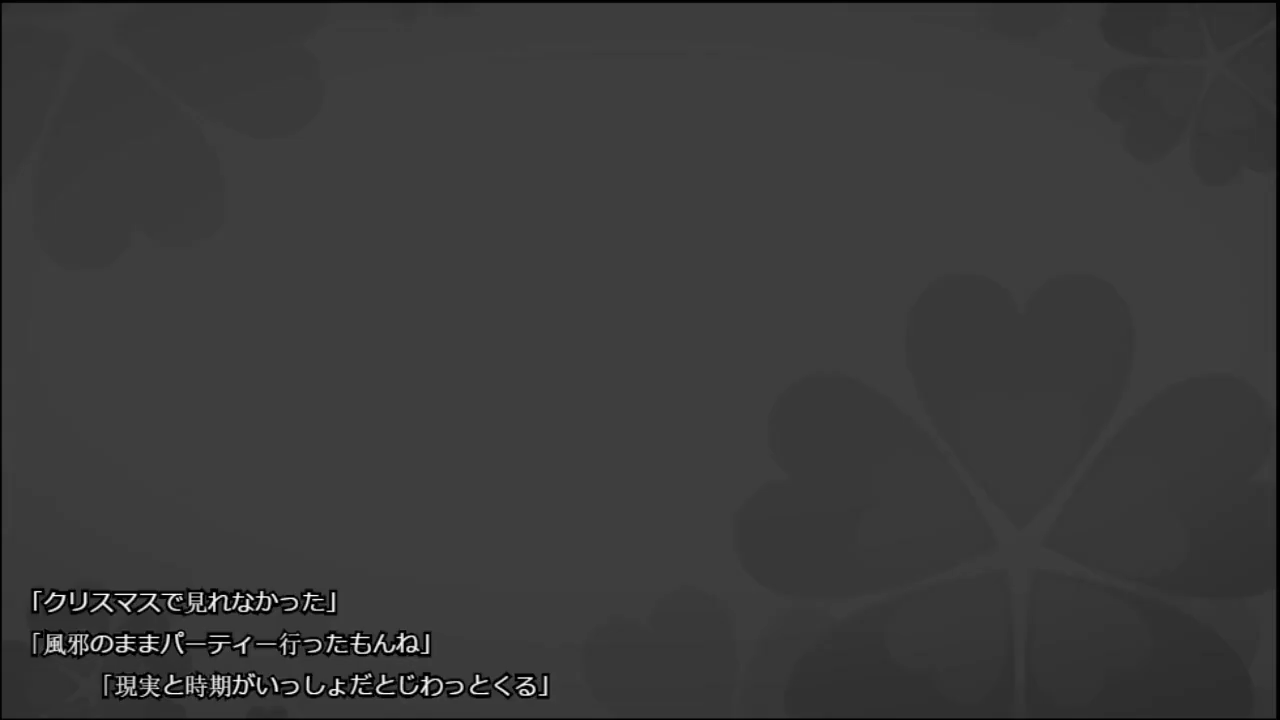 「クリスマスで見れなかった」
「風邪のままパーティー行ったもんね」
「現実と時期がいっしょだとじわっとくる」